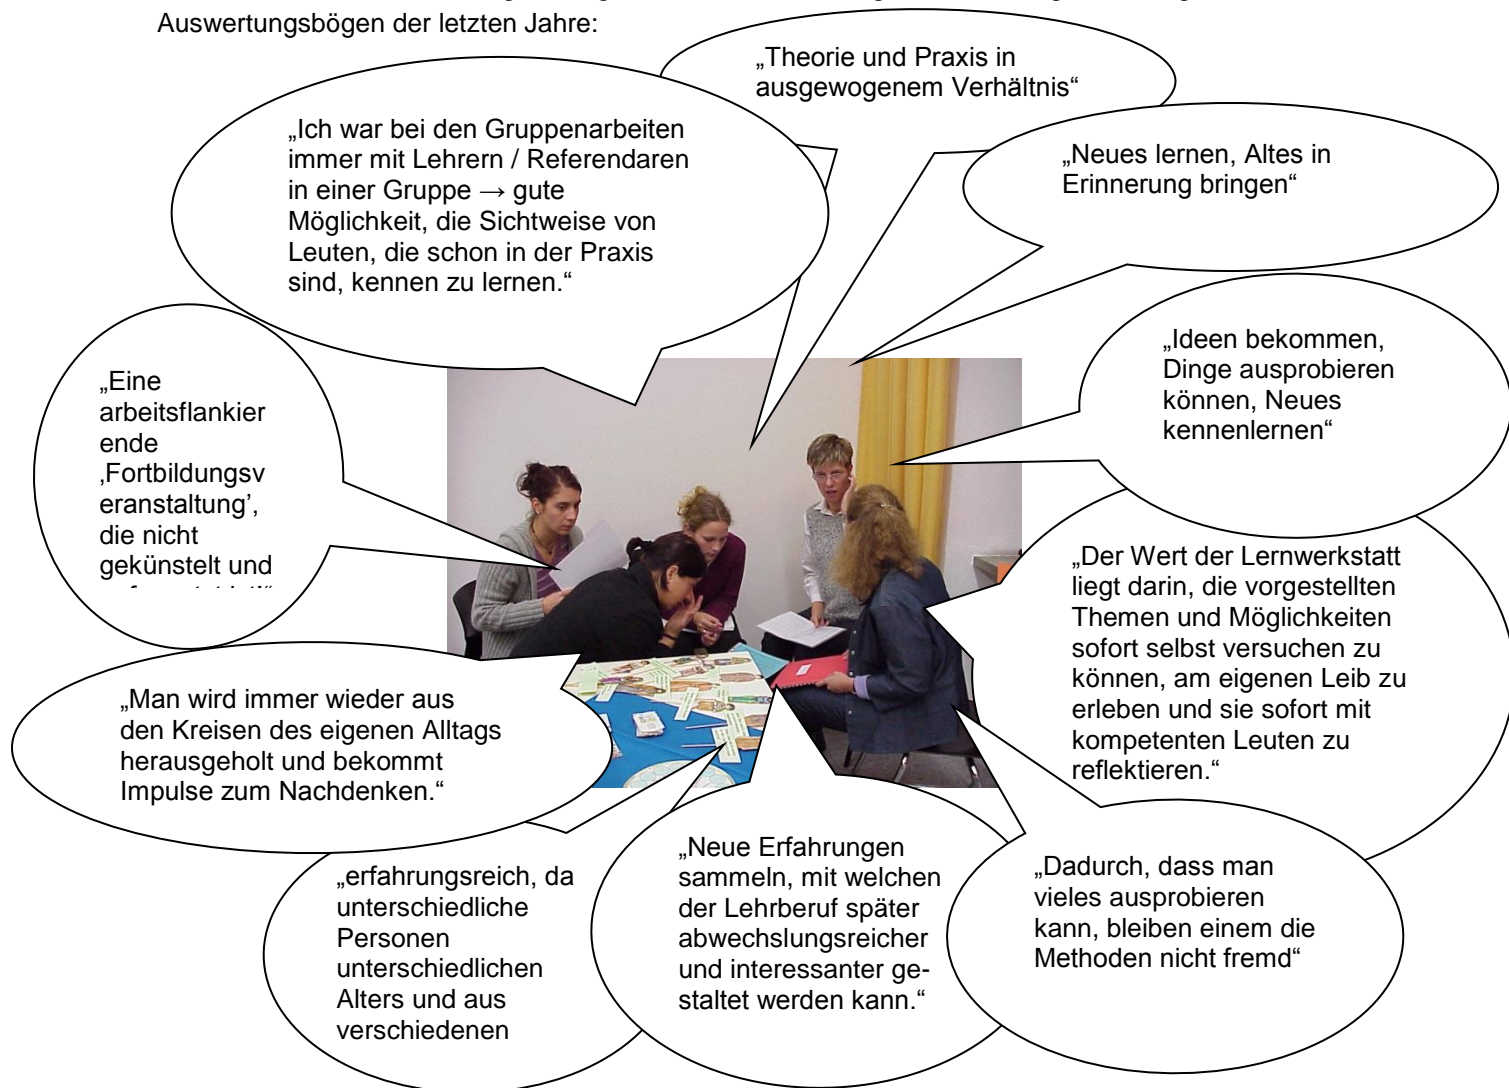 Auswertungsbögen der letzten Jahre:
„Theorie und Praxis in
ausgewogenem Verhältnis“
„Ich war bei den Gruppenarbeiten
immer mit Lehrern / Referendaren
in einer Gruppe → gute
Möglichkeit, die Sichtweise von
Leuten, die schon in der Praxis
sind, kennen zu lernen.“
„Neues lernen, Altes in
Erinnerung bringen“
„Ideen bekommen,
Dinge ausprobieren
können, Neues
kennenlernen“
„Eine
arbeitsflankier
ende
‚Fortbildungsv
eranstaltung’,
die nicht
gekünstelt und
„Der Wert der Lernwerkstatt
liegt darin, die vorgestellten
Themen und Möglichkeiten
sofort selbst versuchen zu
können, am eigenen Leib zu
erleben und sie sofort mit
kompetenten Leuten zu
reflektieren.“
„Man wird immer wieder aus
den Kreisen des eigenen Alltags
herausgeholt und bekommt
Impulse zum Nachdenken.“
„erfahrungsreich, da
unterschiedliche
Personen
unterschiedlichen
Alters und aus
verschiedenen
„Neue Erfahrungen
sammeln, mit welchen
der Lehrberuf später
abwechslungsreicher
und interessanter ge-
staltet werden kann.“
„Dadurch, dass man
vieles ausprobieren
kann, bleiben einem die
Methoden nicht fremd“